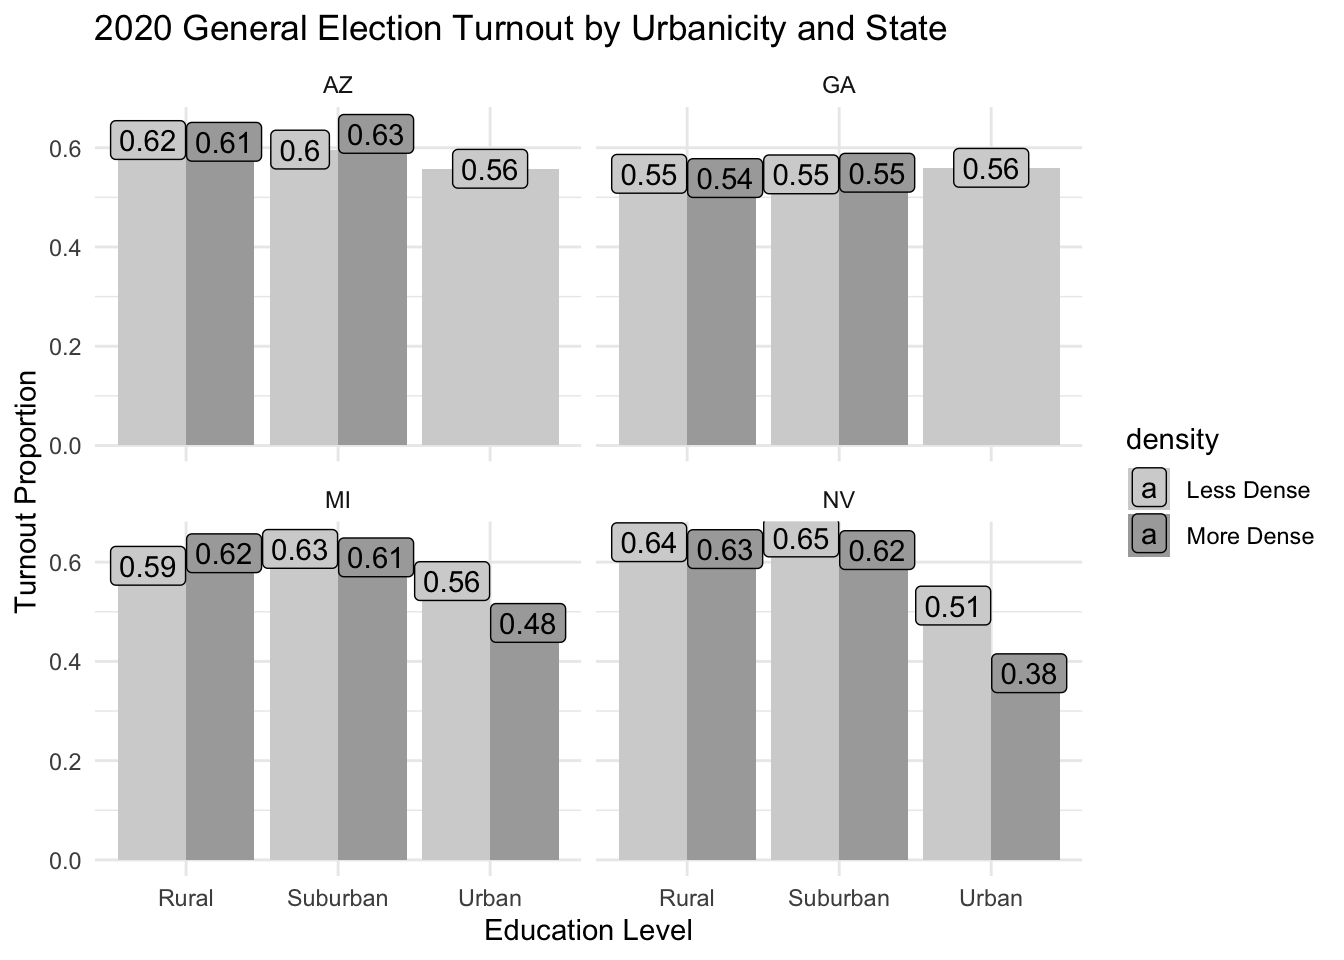 2020 General Election Turnout by Urbanicity and State
AZ
GA
0.6
0.4
0.2
0.0
0.62
0.61
0.6
0.63
0.56
0.55
0.54
0.55
0.55
0.56
MI
NV
0.6
0.4
0.2
0.0
0.59
0.62
0.63
0.61
0.56
0.48
0.64
0.63
0.65
0.62
0.51
0.38
Rural
Suburban
Urban
Rural
Suburban
Urban
Education Level
Turnout Proportion
density
a Less Dense
a More Dense